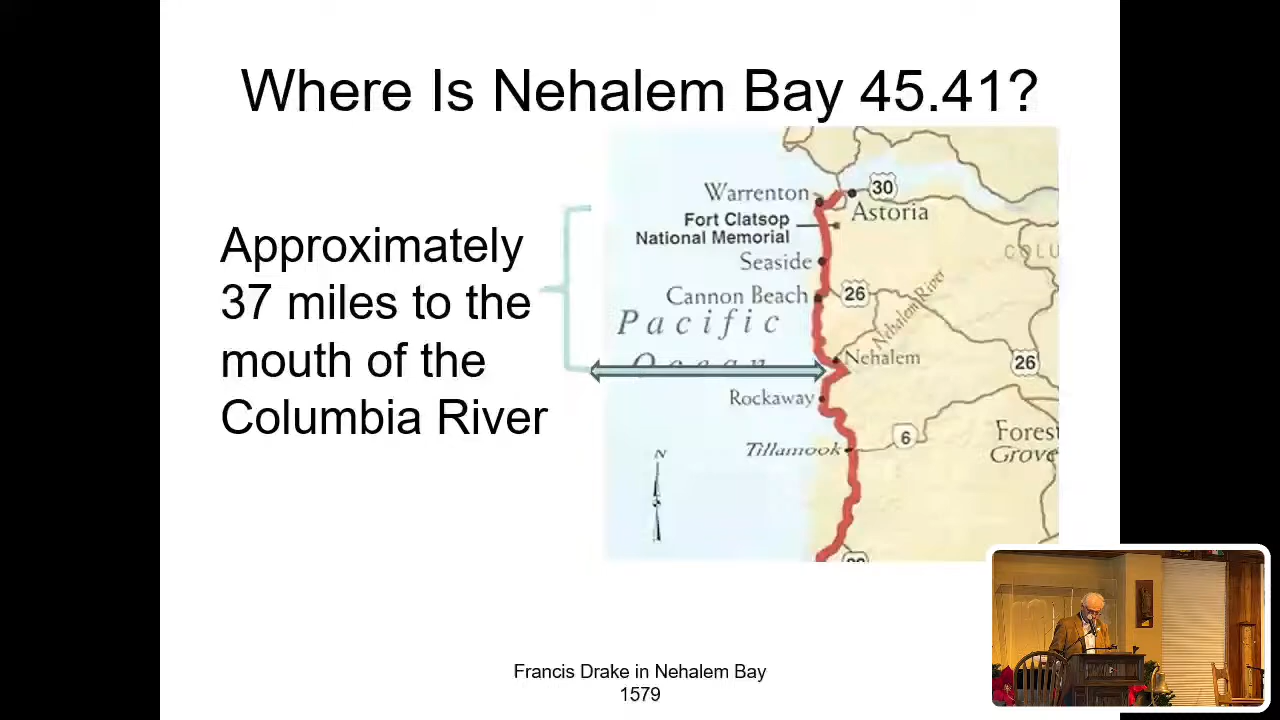 Where Is Nehalem Bay 45.41?
Approximately
37 miles to the
mouth of the
Columbia River
Warrenton
30
Astoria
Fort Clatsop
National Memorial
Seaside
COLU
Cannon Beach
26
Nehalem River
Pacific
Ocean
Nehalem
26
Rockaway
6
Forest
Grove
Tillamook
N
Francis Drake in Nehalem Bay
1579